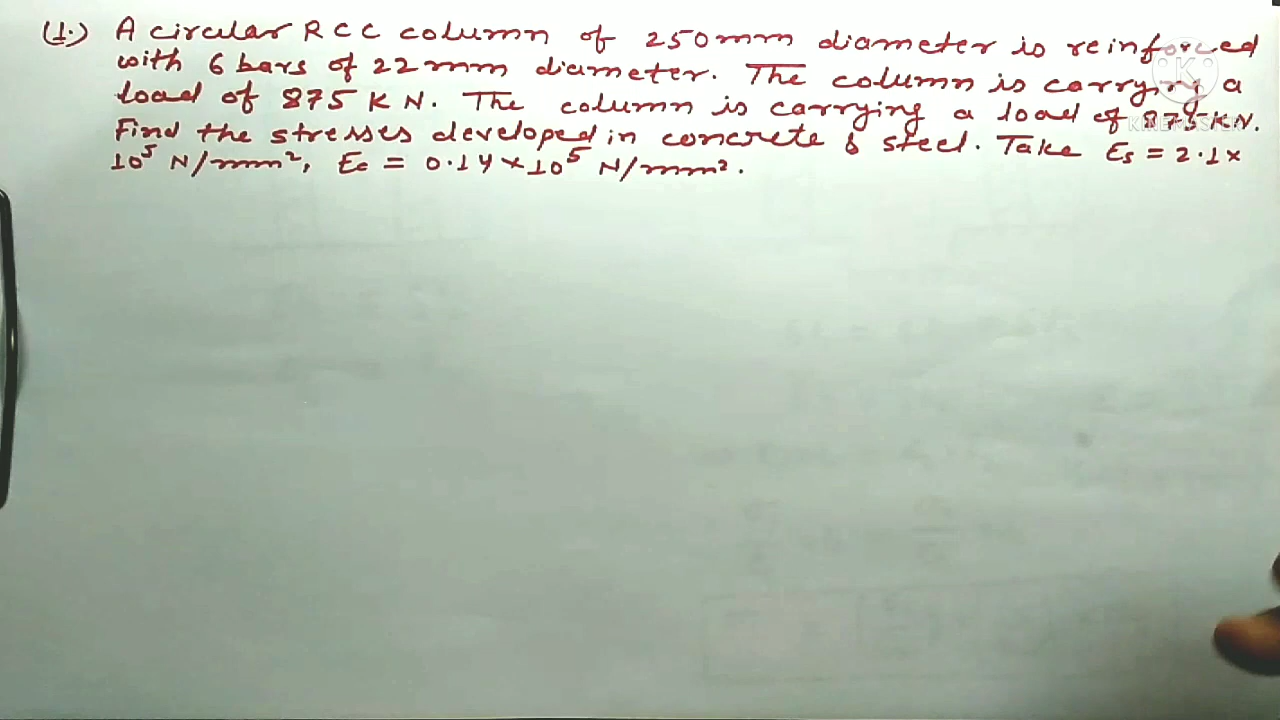 (1.) A circular RCC column of 250mm diameter is reinforced
with 6 bars of 22mm diameter. The column is carrying a
load of 875 KN. The column is carrying a load of 875KN.
Find the stresses developed in concrete & steel. Take Es = 2.1×
10⁵ N/mm², Ec = 0.14×10⁵ N/mm².
K
KINEMASTER